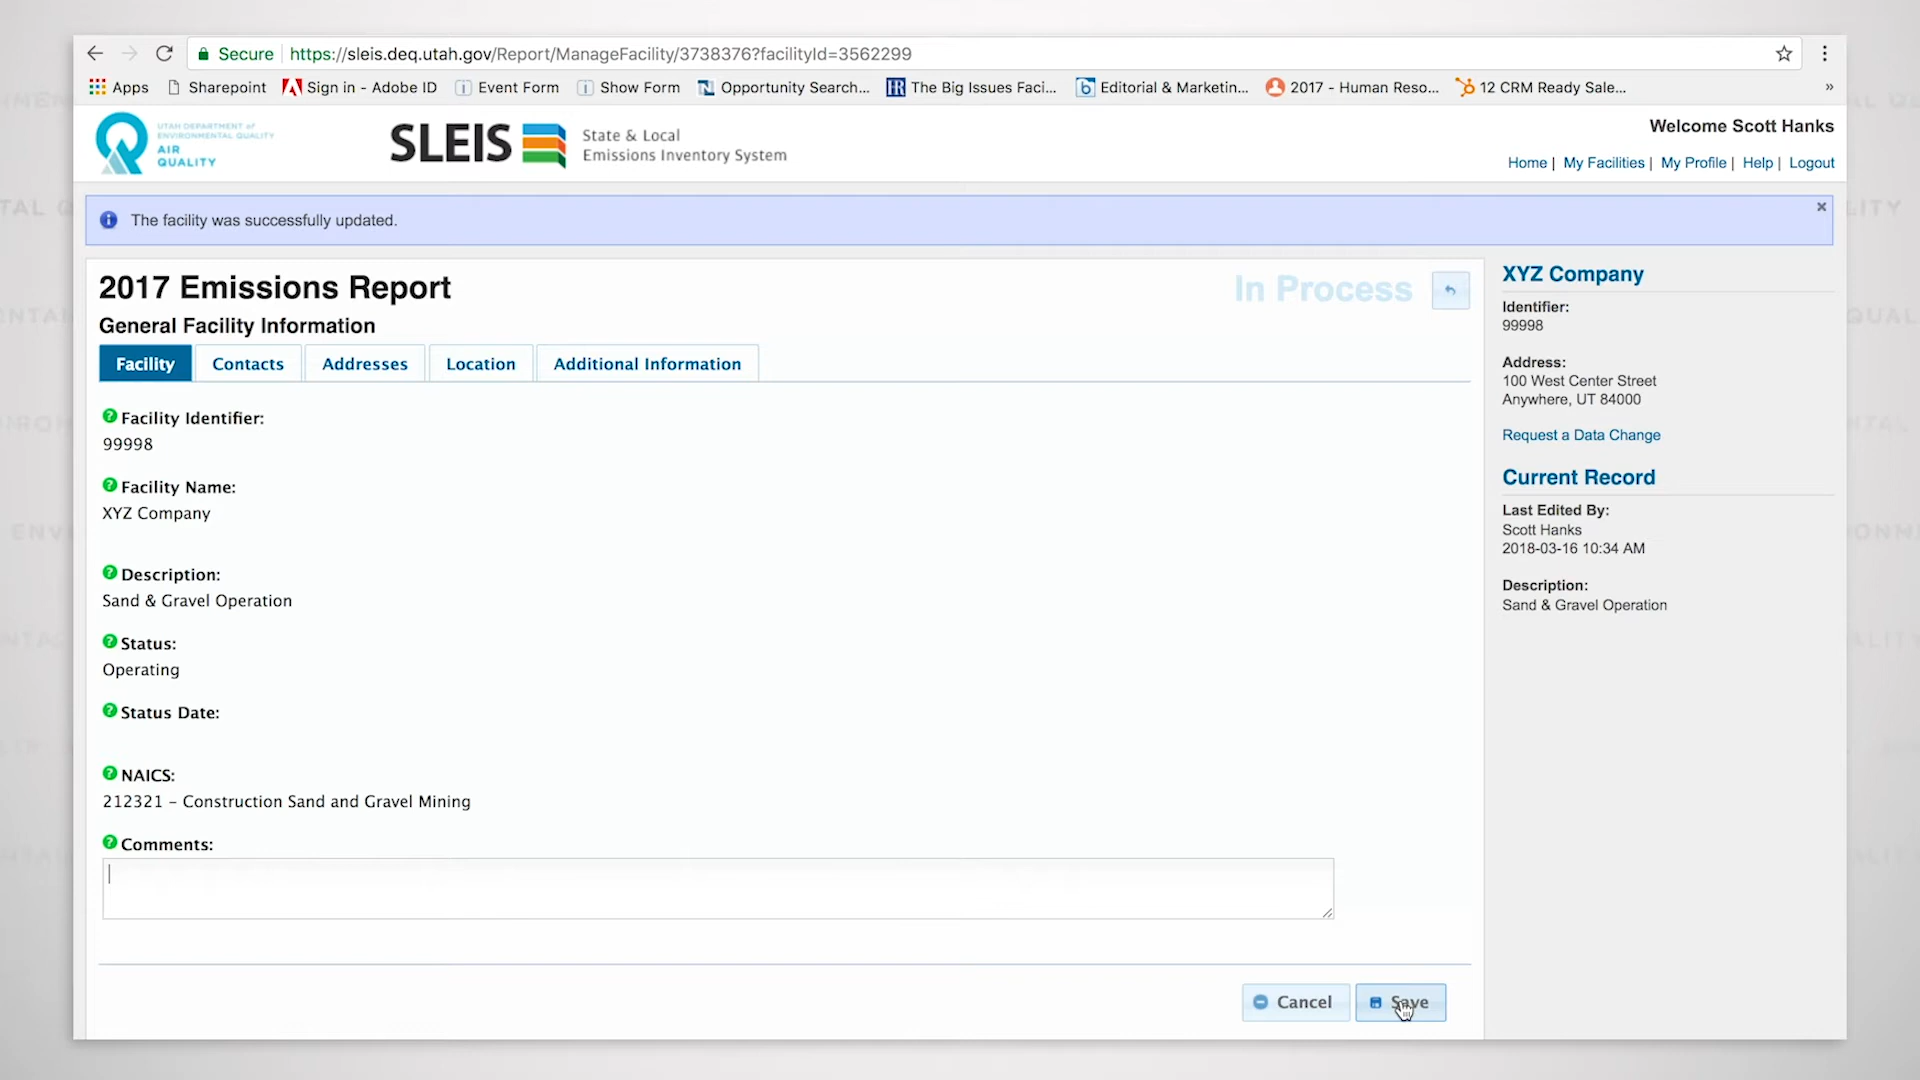 Secure https://sleis.deq.utah.gov/Report/ManageFacility/3738376?facilityId=3562299
Apps Sharepoint Sign in - Adobe ID Event Form Show Form Opportunity Search... The Big Issues Faci... Editorial & Marketin... 2017 - Human Reso... 12 CRM Ready Sale... »
UTAH DEPARTMENT of
ENVIRONMENTAL QUALITY
AIR
QUALITY
SLEIS
State & Local
Emissions Inventory System
Welcome Scott Hanks
Home | My Facilities | My Profile | Help | Logout
The facility was successfully updated.
2017 Emissions Report
In Process
General Facility Information
Facility Contacts Addresses Location Additional Information
Facility Identifier:
99998
Facility Name:
XYZ Company
Description:
Sand & Gravel Operation
Status:
Operating
Status Date:
NAICS:
212321 – Construction Sand and Gravel Mining
Comments:
Cancel Save
XYZ Company
Identifier:
99998
Address:
100 West Center Street
Anywhere, UT 84000
Request a Data Change
Current Record
Last Edited By:
Scott Hanks
2018-03-16 10:34 AM
Description:
Sand & Gravel Operation